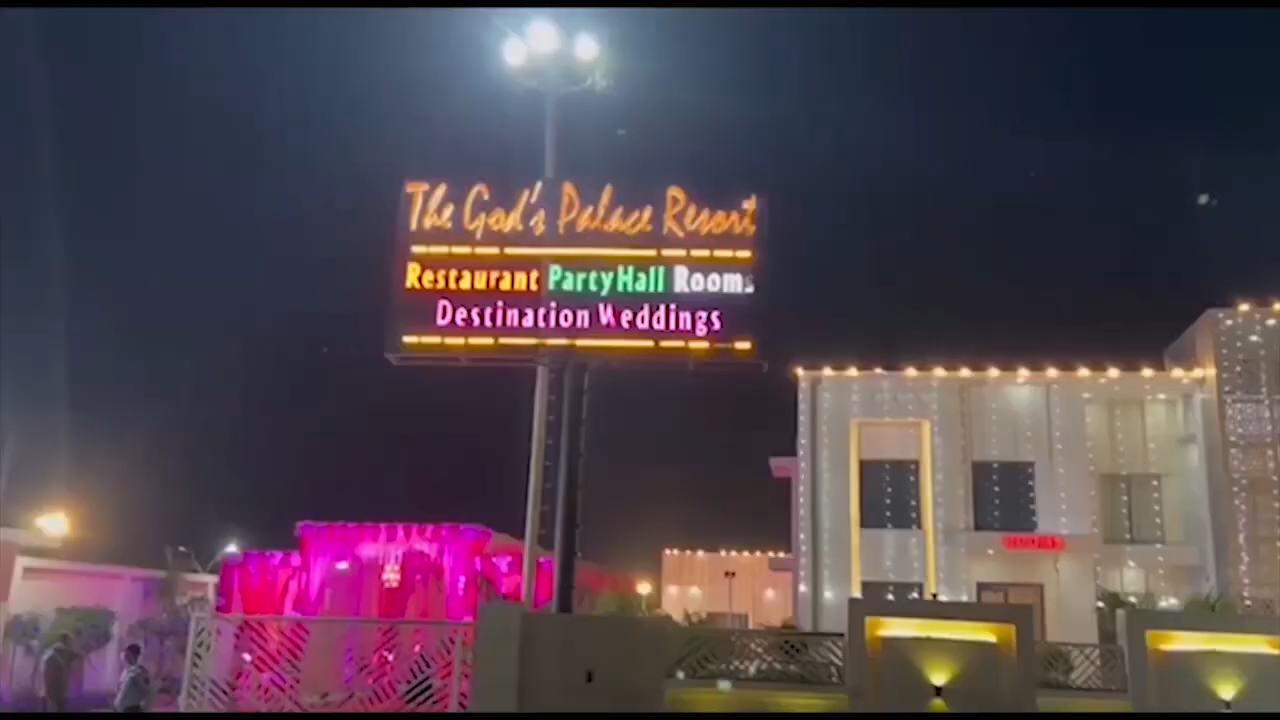 The God's Palace Resort
Restaurant PartyHall Rooms
Destination Weddings